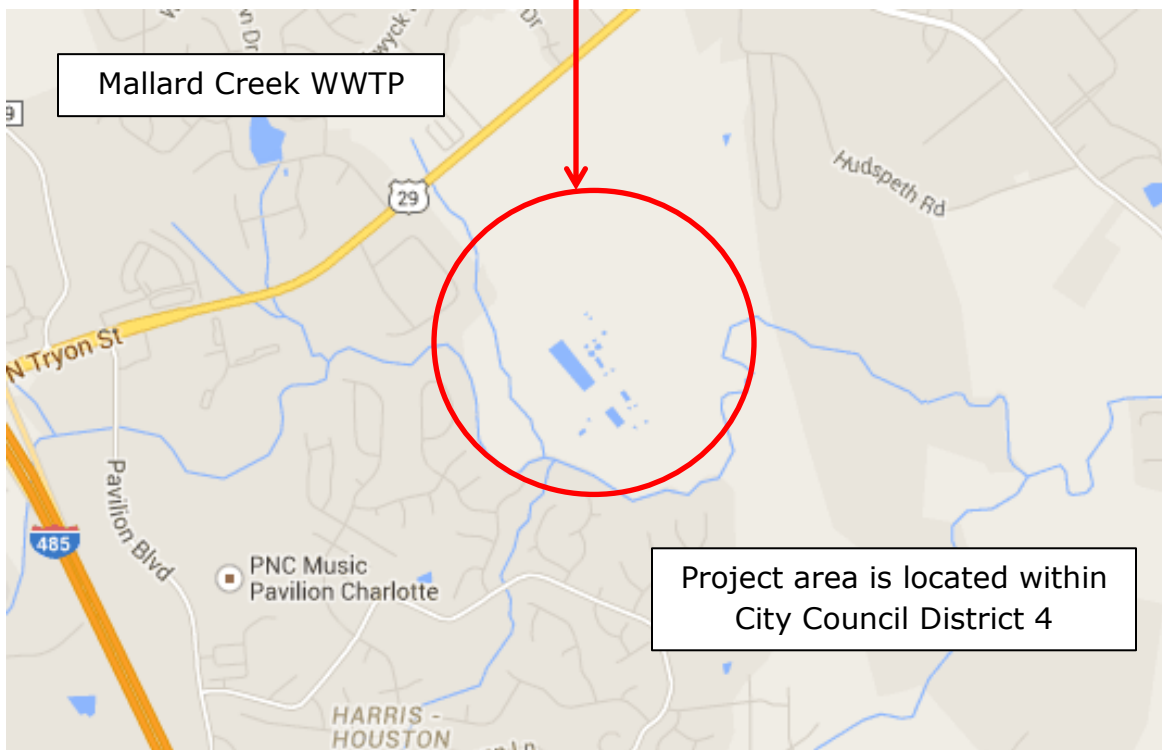 Dr
Mallard Creek WWTP
29
Hudspeth Rd
N Tryon St
Pavilion Blvd
485
PNC Music
Pavilion Charlotte
Project area is located within
City Council District 4
HARRIS -
HOUSTON